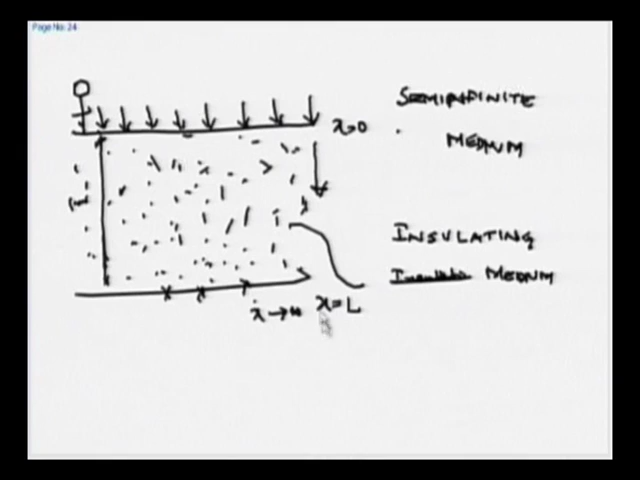 Page No: 24
SEMIINFINITE
x=0
MEDIUM
INSULATING
MEDIUM
x→∞
x=L